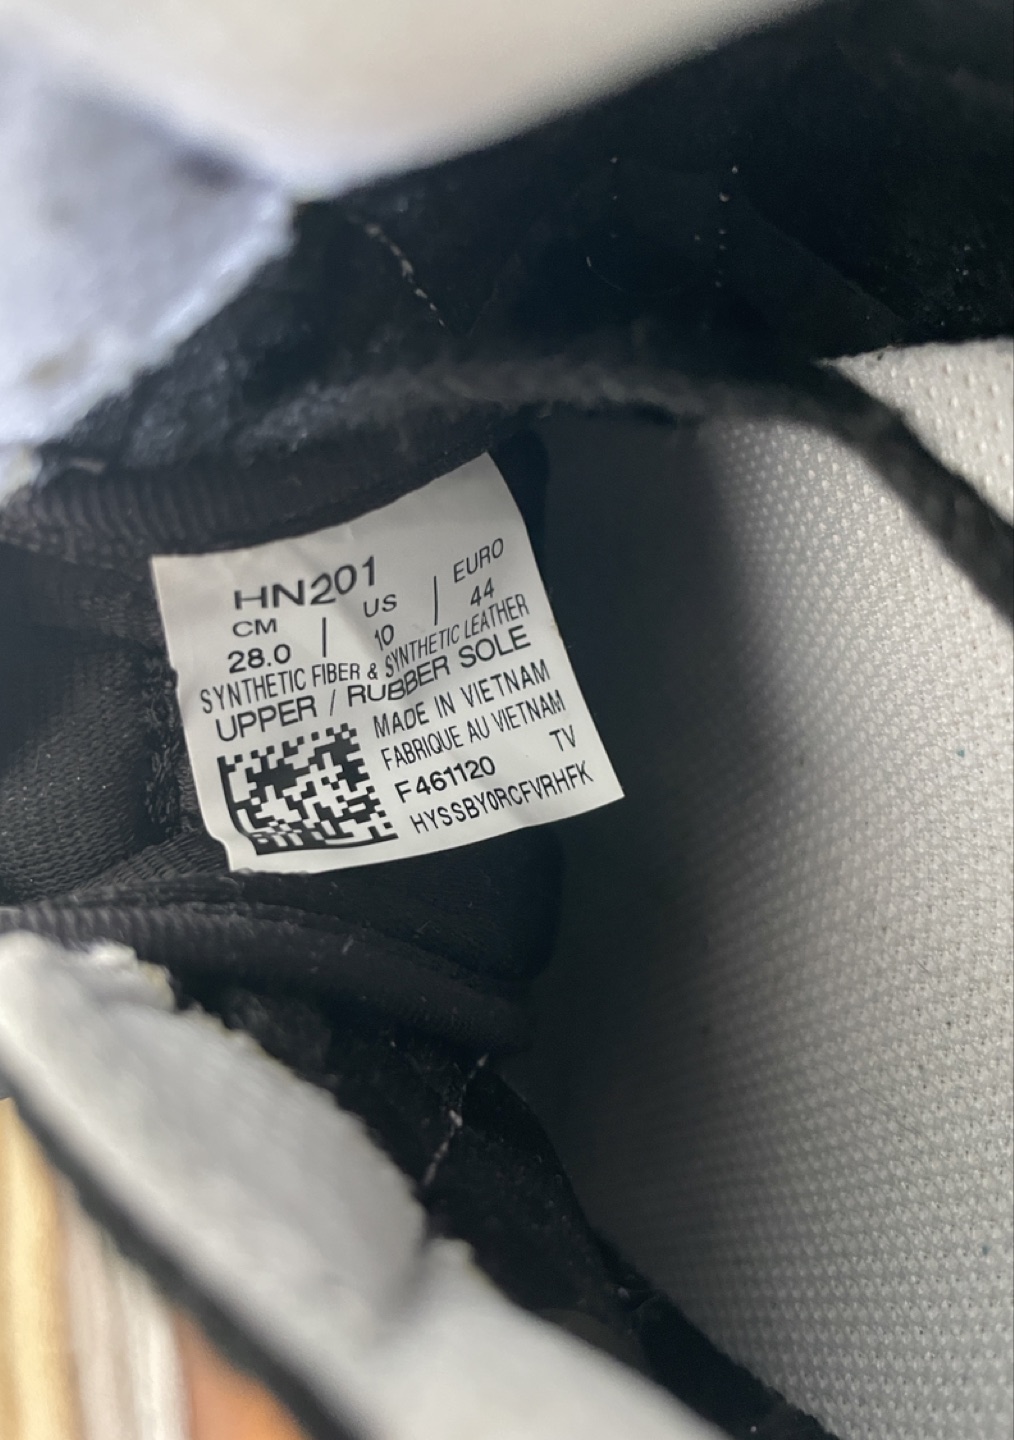 HN201
CM | US | EURO
28.0 | 10 | 44
SYNTHETIC FIBER & SYNTHETIC LEATHER
UPPER / RUBBER SOLE
MADE IN VIETNAM
FABRIQUE AU VIETNAM
TV
F461120
HYSSBY0RCFVRHFK